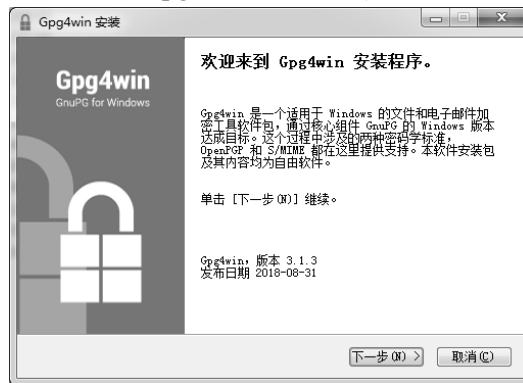 Gpg4win 安装
Gpg4win
GnuPG for Windows
欢迎来到 Gpg4win 安装程序。
Gpg4win 是一个适用于 Windows 的文件和电子邮件加
密工具软件包，通过核心组件 GnuPG 的 Windows 版本
达成目标。这个过程中涉及的两种密码学标准，
OpenPGP 和 S/MIME 都在这里提供支持。本软件安装包
及其内容均为自由软件。
单击 [下一步(N)] 继续。
Gpg4win，版本 3.1.3
发布日期 2018-08-31
下一步(N) >
取消(C)